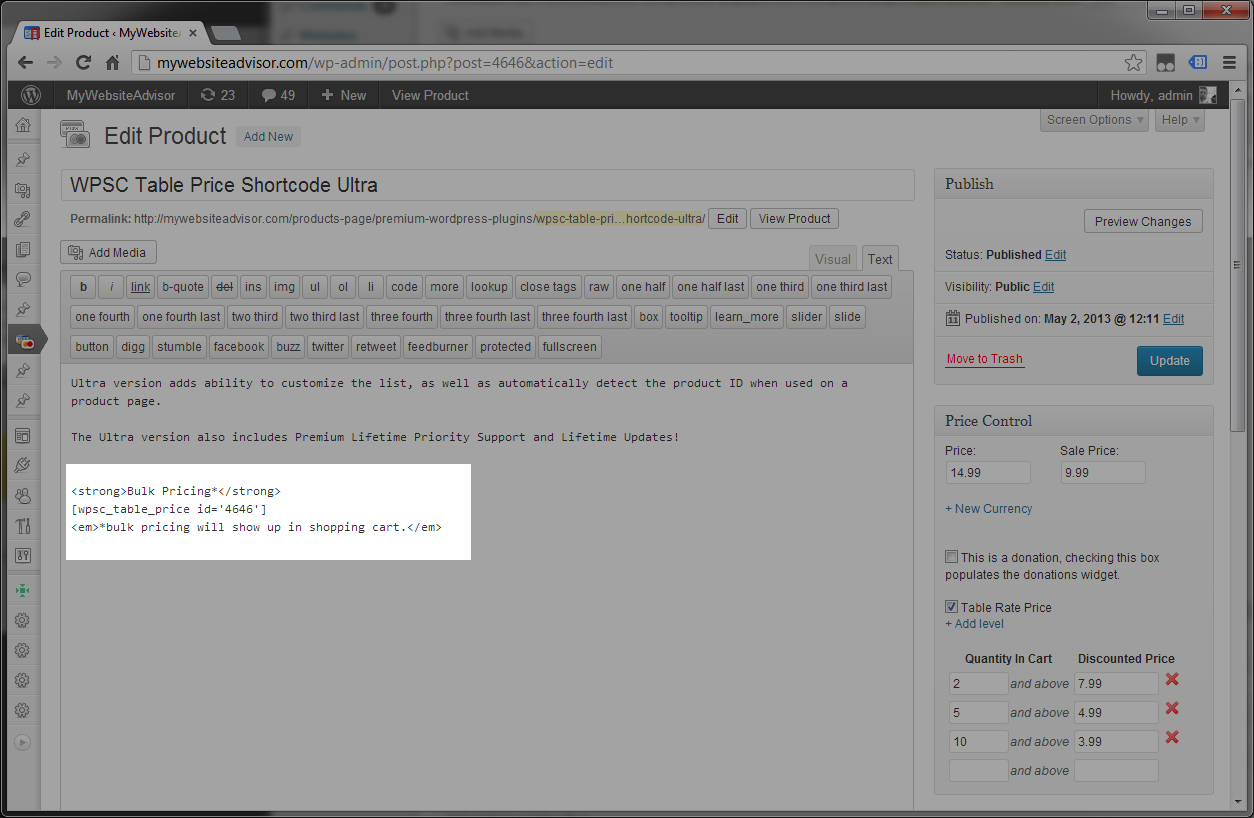 Edit Product ‹ MyWebsite
mywebsiteadvisor.com/wp-admin/post.php?post=4646&action=edit
MyWebsiteAdvisor 23 49 + New View Product Howdy, admin
Screen Options Help
Edit Product Add New
WPSC Table Price Shortcode Ultra
Permalink: http://mywebsiteadvisor.com/products-page/premium-wordpress-plugins/wpsc-table-pri…hortcode-ultra/ Edit View Product
Add Media
Visual Text
b i link b-quote del ins img ul ol li code more lookup close tags raw one half one half last one third one third last
one fourth one fourth last two third two third last three fourth three fourth last three fourth last box tooltip learn_more slider slide
button digg stumble facebook buzz twitter retweet feedburner protected fullscreen
Ultra version adds ability to customize the list, as well as automatically detect the product ID when used on a
product page.
The Ultra version also includes Premium Lifetime Priority Support and Lifetime Updates!
<strong>Bulk Pricing*</strong>
[wpsc_table_price id='4646']
<em>*bulk pricing will show up in shopping cart.</em>
Publish
Preview Changes
Status: Published Edit
Visibility: Public Edit
Published on: May 2, 2013 @ 12:11 Edit
Move to Trash Update
Price Control
Price: Sale Price:
14.99 9.99
+ New Currency
This is a donation, checking this box
populates the donations widget.
Table Rate Price
+ Add level
Quantity In Cart Discounted Price
2 and above 7.99
5 and above 4.99
10 and above 3.99
and above